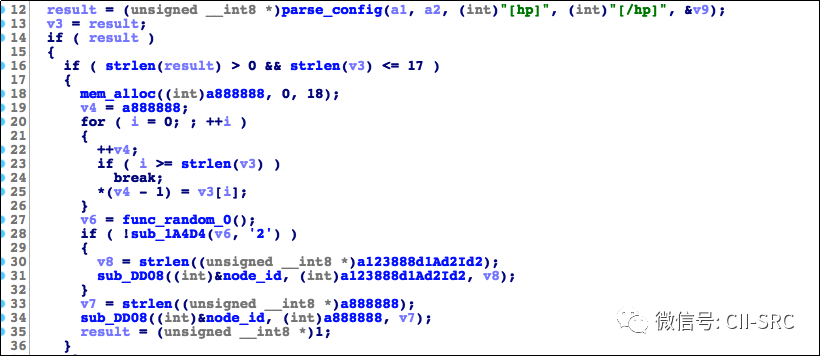 12 result = (unsigned __int8 *)parse_config(a1, a2, (int)"[hp]", (int)"[/hp]", &v9);
13 v3 = result;
14 if ( result )
15 {
16 if ( strlen(result) > 0 && strlen(v3) <= 17 )
17 {
18 mem_alloc((int)a888888, 0, 18);
19 v4 = a888888;
20 for ( i = 0; ; ++i )
21 {
22 ++v4;
23 if ( i >= strlen(v3) )
24 break;
25 *(v4 - 1) = v3[i];
26 }
27 v6 = func_random_0();
28 if ( !sub_1A4D4(v6, '2') )
29 {
30 v8 = strlen((unsigned __int8 *)a123888d1Ad2Id2);
31 sub_DD08((int)&node_id, (int)a123888d1Ad2Id2, v8);
32 }
33 v7 = strlen((unsigned __int8 *)a888888);
34 sub_DD08((int)&node_id, (int)a888888, v7);
35 result = (unsigned __int8 *)1;
36 }
微信号: CII-SRC